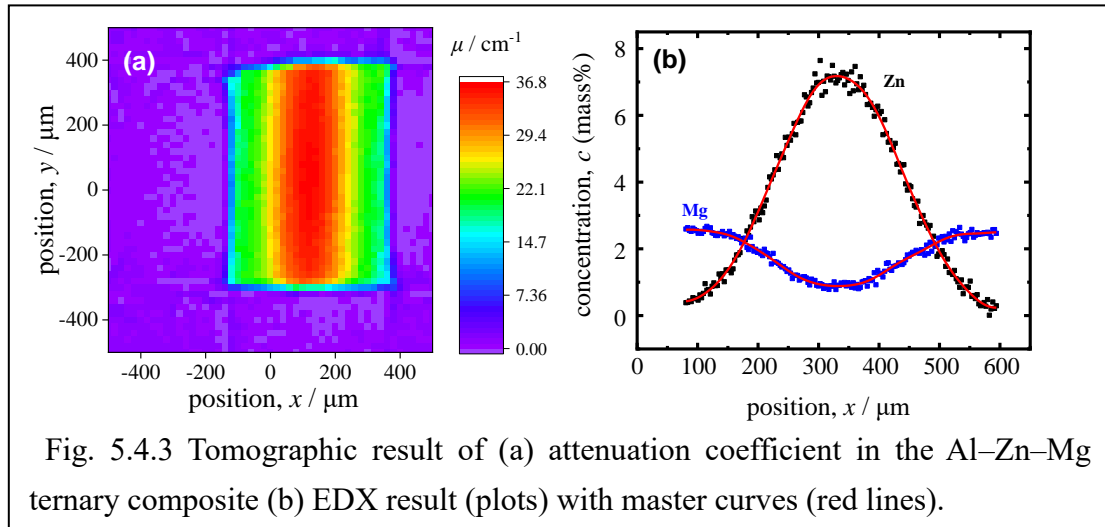 (a)
μ / cm⁻¹
400
200
0
-200
-400
position, y / μm
-400 -200 0 200 400
position, x / μm
36.8
29.4
22.1
14.7
7.36
0.00
(b)
Zn
Mg
8
6
4
2
0
concentration, c (mass%)
0 100 200 300 400 500 600
position, x / μm
Fig. 5.4.3 Tomographic result of (a) attenuation coefficient in the Al–Zn–Mg
ternary composite (b) EDX result (plots) with master curves (red lines).